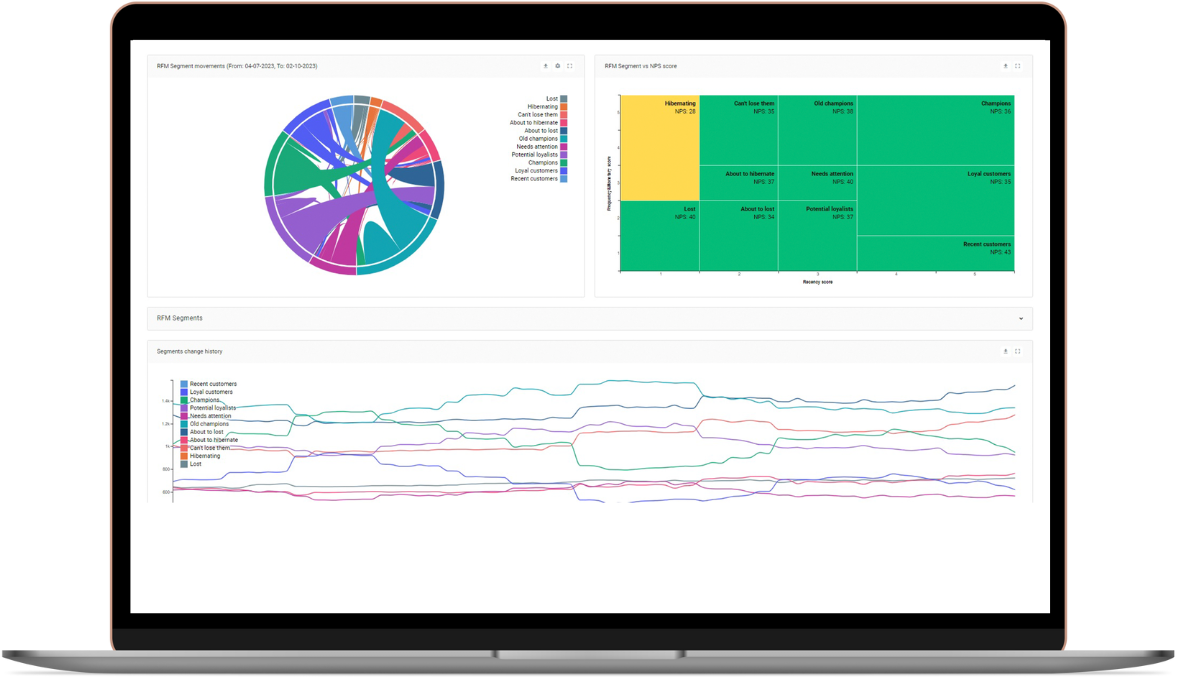 RFM Segment movements (From: 04-07-2023, To: 02-10-2023)
Lost
Hibernating
Can't lose them
About to hibernate
About to lost
Old champions
Needs attention
Potential loyalists
Champions
Loyal customers
Recent customers
RFM Segment vs NPS score
Hibernating
NPS: 28
Can't lose them
NPS: 35
Old champions
NPS: 38
Champions
NPS: 36
About to hibernate
NPS: 37
Needs attention
NPS: 40
Loyal customers
NPS: 35
Lost
NPS: 40
About to lost
NPS: 34
Potential loyalists
NPS: 37
Recent customers
NPS: 43
5
4
3
2
1
1
2
3
4
5
Recency score
RFM Segments
Segments change history
Recent customers
Loyal customers
Champions
Potential loyalists
Needs attention
Old champions
About to lost
About to hibernate
Can't lose them
Hibernating
Lost
1.4k
1.2k
1k
800
600